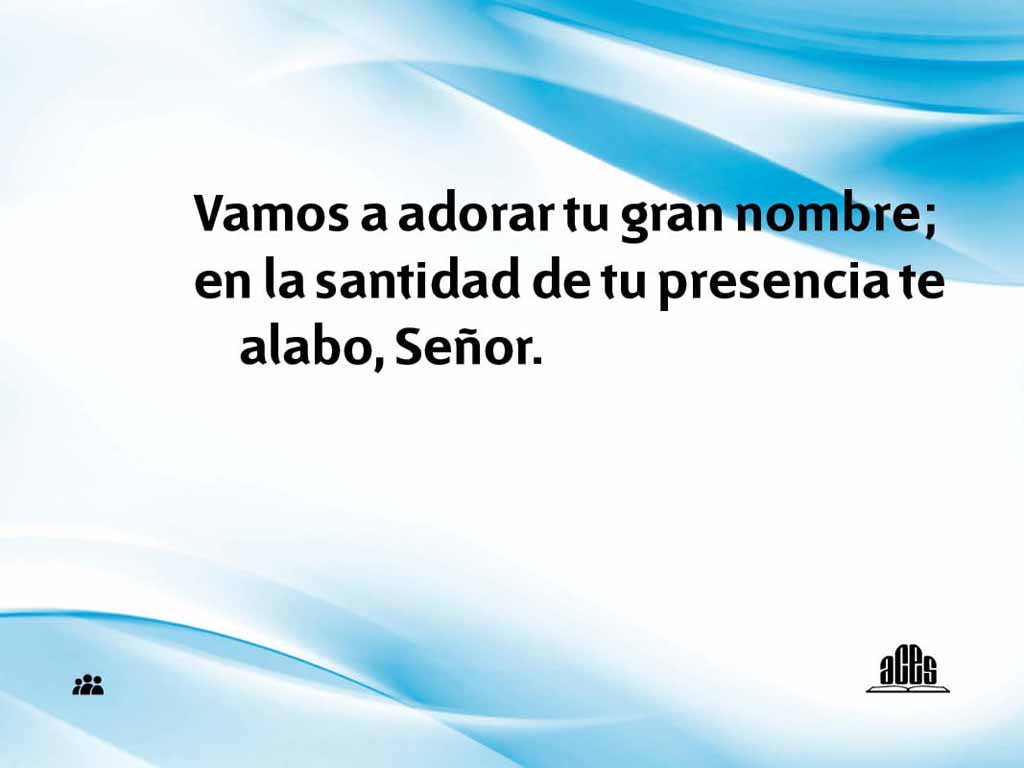 Vamos a adorar tu gran nombre;
en la santidad de tu presencia te
alabo, Señor.
aces